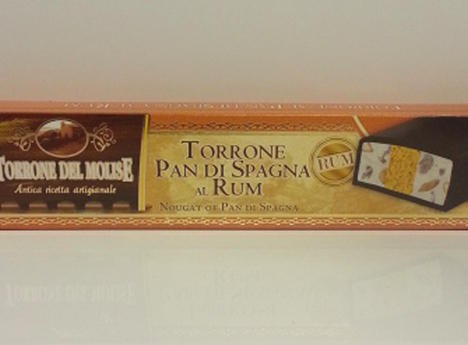 TORRONE DEL MOLISE
Antica ricetta artigianale
TORRONE
PAN DI SPAGNA
AL RUM
NOUGAT OF PAN DI SPAGNA
RUM